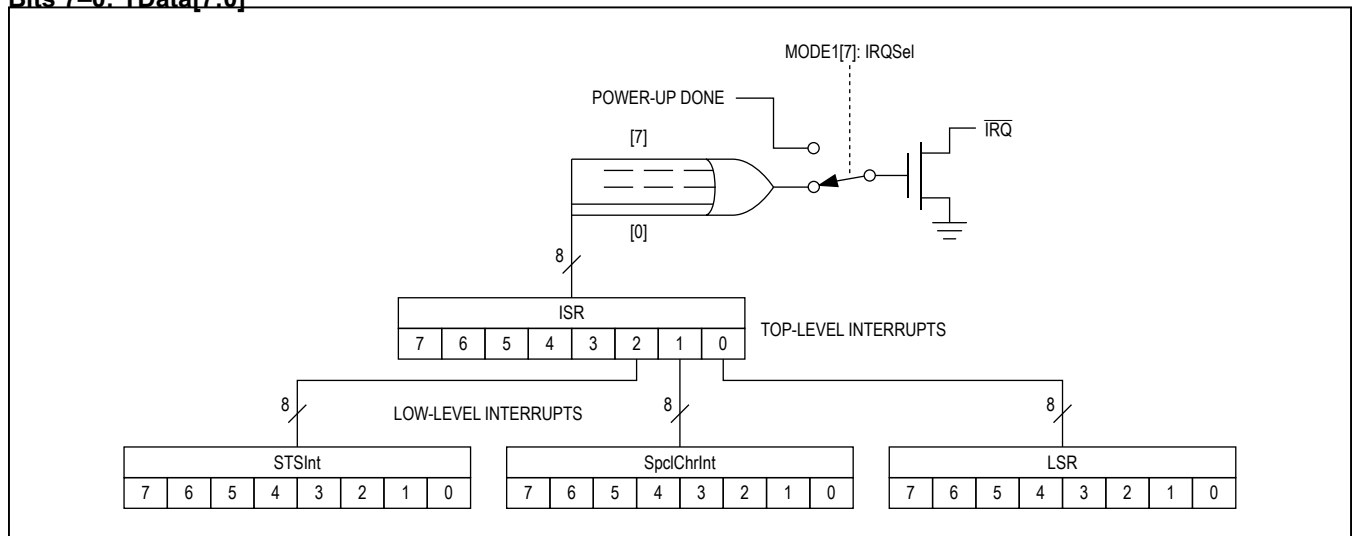 Bits 7–0: TData[7:0]
MODE1[7]: IRQSel
POWER-UP DONE
IRQ
[7]
[0]
8
ISR
7 6 5 4 3 2 1 0
TOP-LEVEL INTERRUPTS
8 LOW-LEVEL INTERRUPTS 8 8
STSInt SpclChrInt LSR
7 6 5 4 3 2 1 0 7 6 5 4 3 2 1 0 7 6 5 4 3 2 1 0